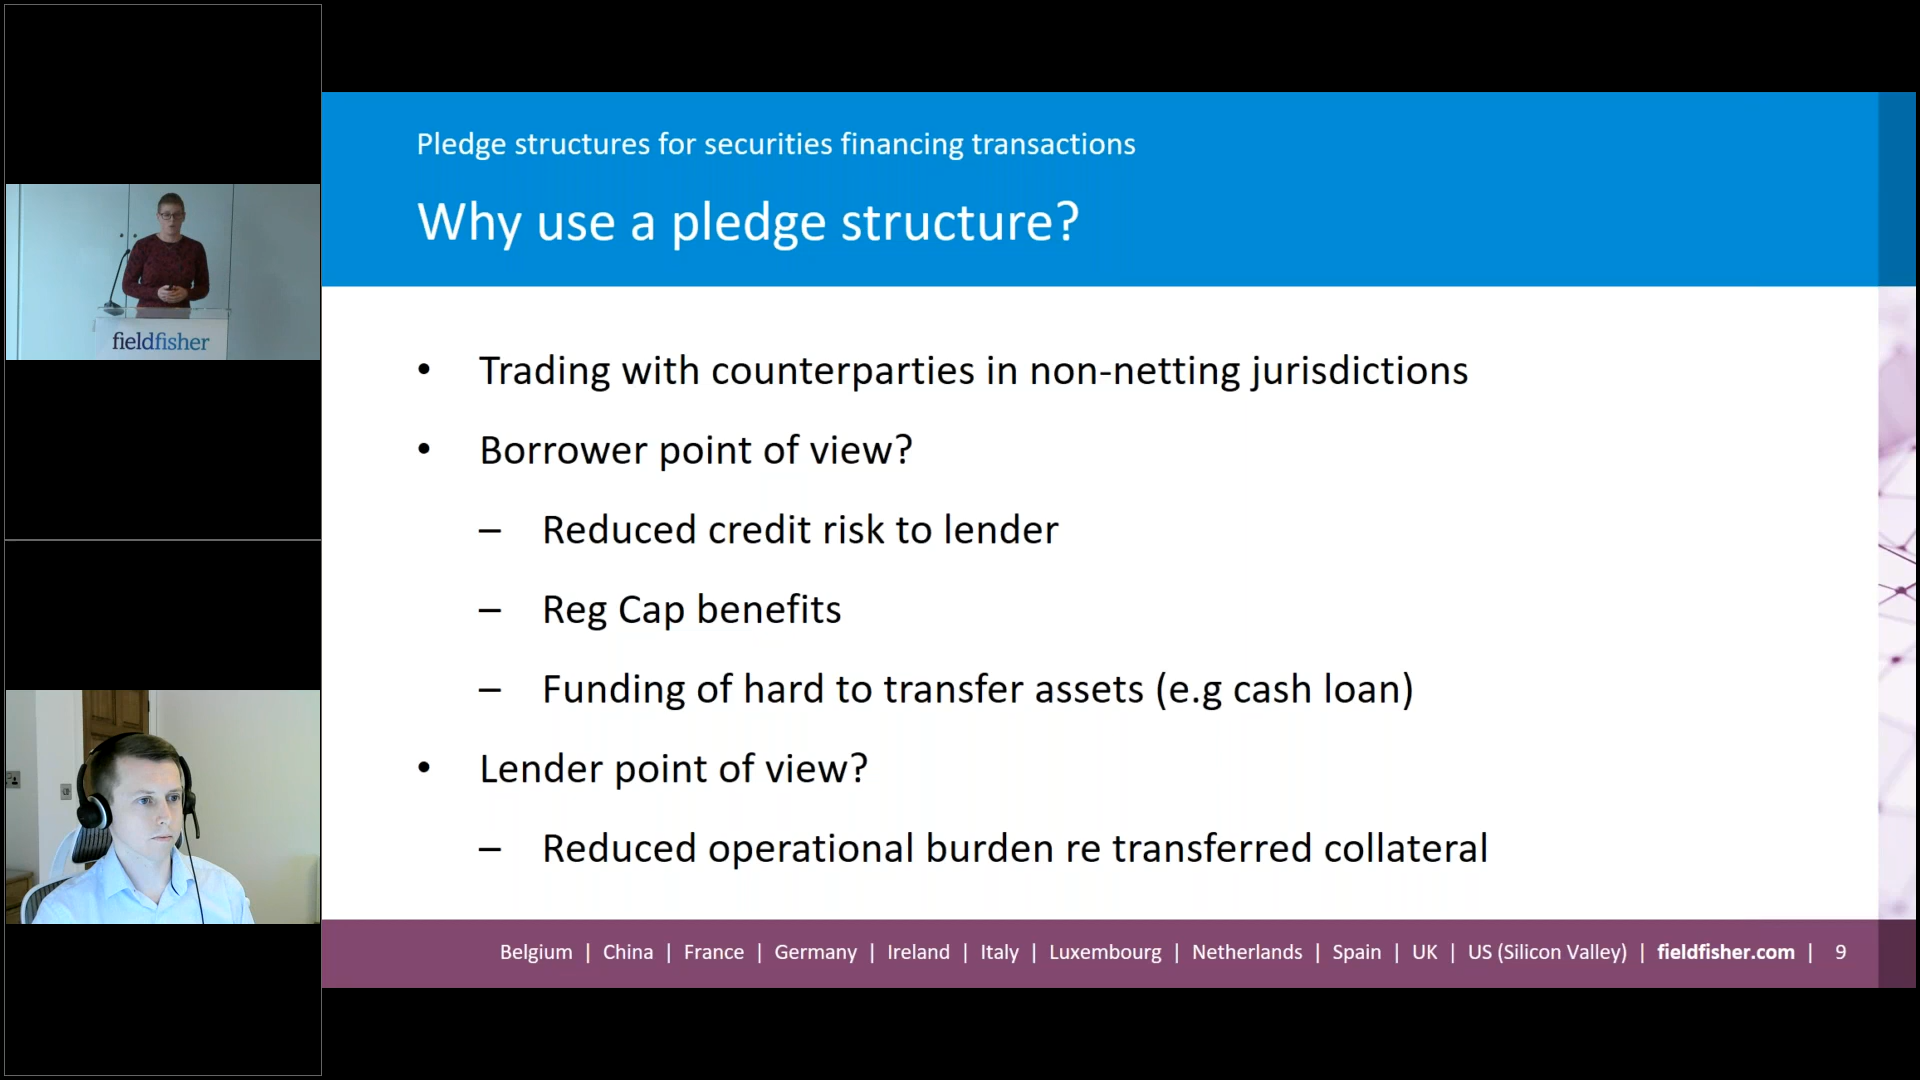 fieldfisher
Pledge structures for securities financing transactions
Why use a pledge structure?
• Trading with counterparties in non-netting jurisdictions
• Borrower point of view?
– Reduced credit risk to lender
– Reg Cap benefits
– Funding of hard to transfer assets (e.g cash loan)
• Lender point of view?
– Reduced operational burden re transferred collateral
Belgium | China | France | Germany | Ireland | Italy | Luxembourg | Netherlands | Spain | UK | US (Silicon Valley) | fieldfisher.com | 9